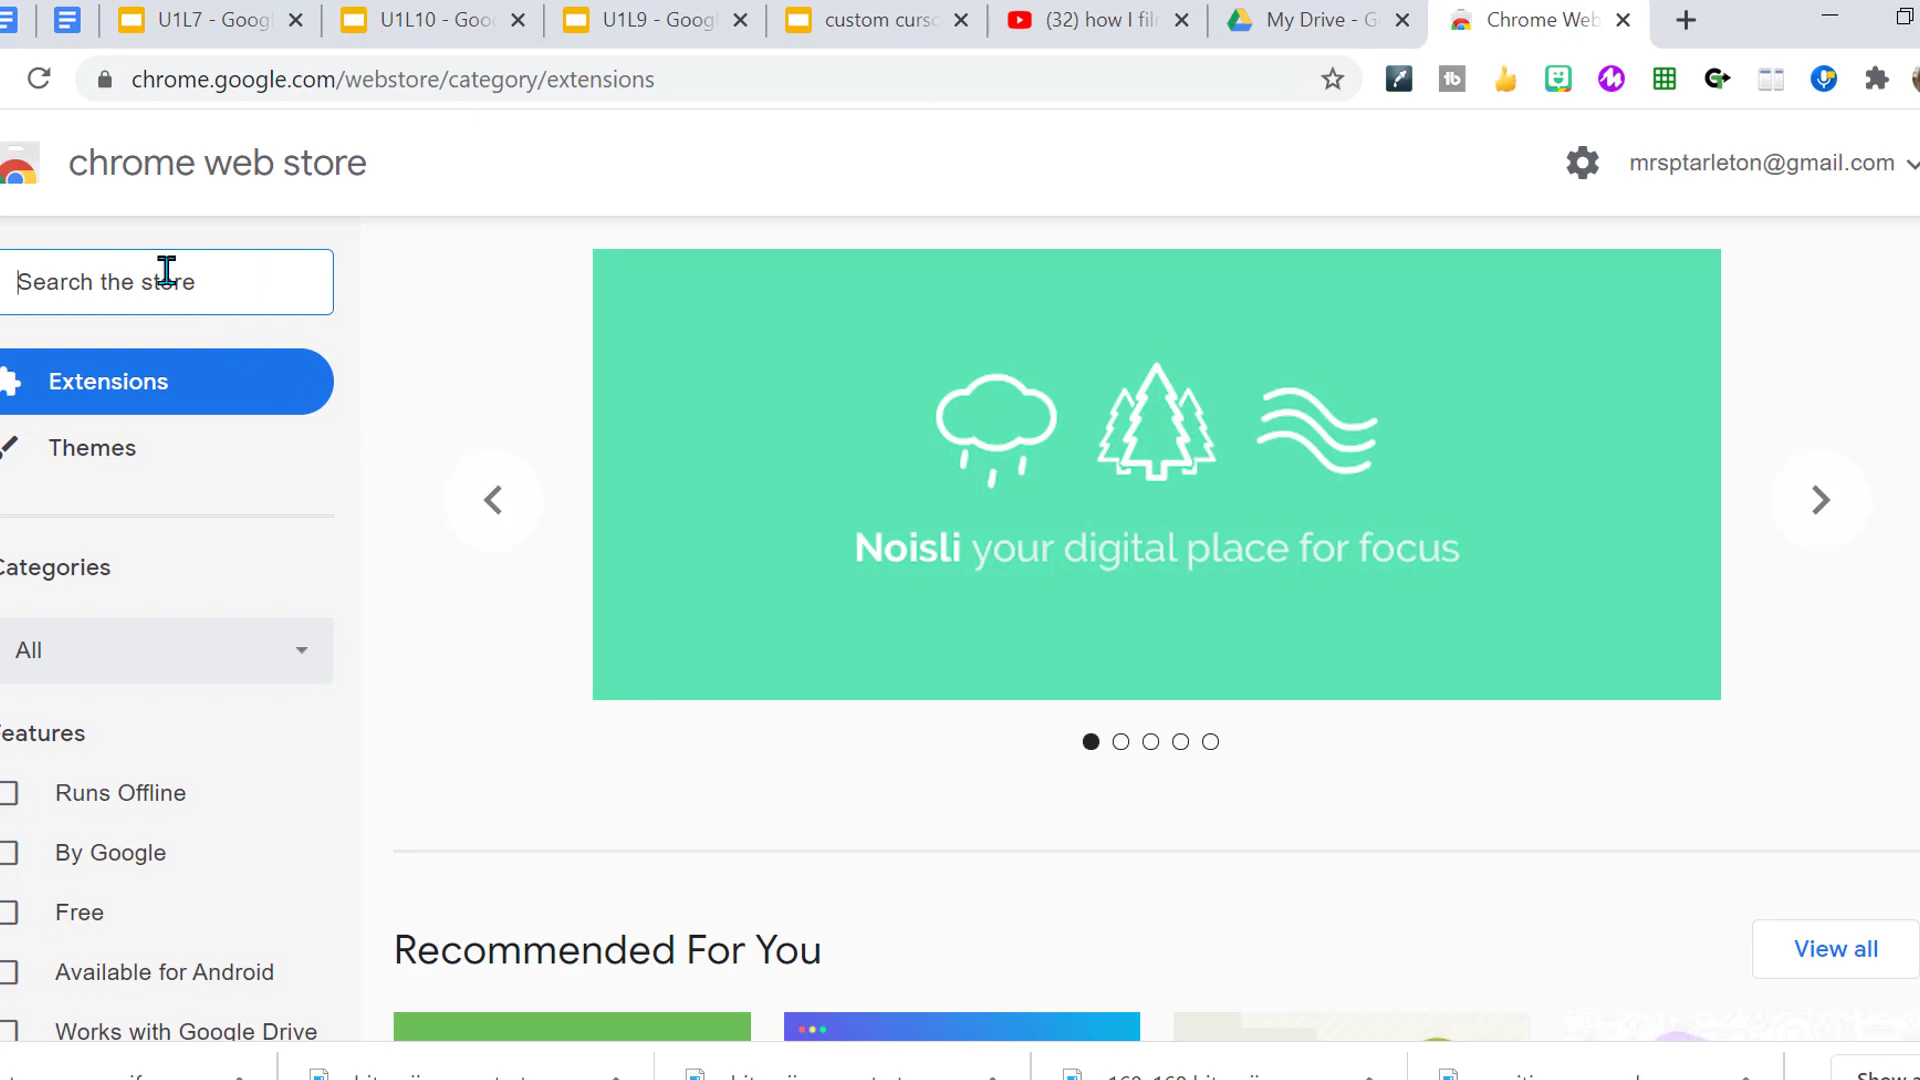 U1L7 - Goog
U1L10 - Goo
U1L9 - Googl
custom curso
(32) how I fil
My Drive - G
Chrome Web
chrome.google.com/webstore/category/extensions
chrome web store
mrsptarleton@gmail.com
Search the store
Extensions
Themes
Categories
All
Features
Runs Offline
By Google
Free
Available for Android
Works with Google Drive
Noisli your digital place for focus
Recommended For You
View all